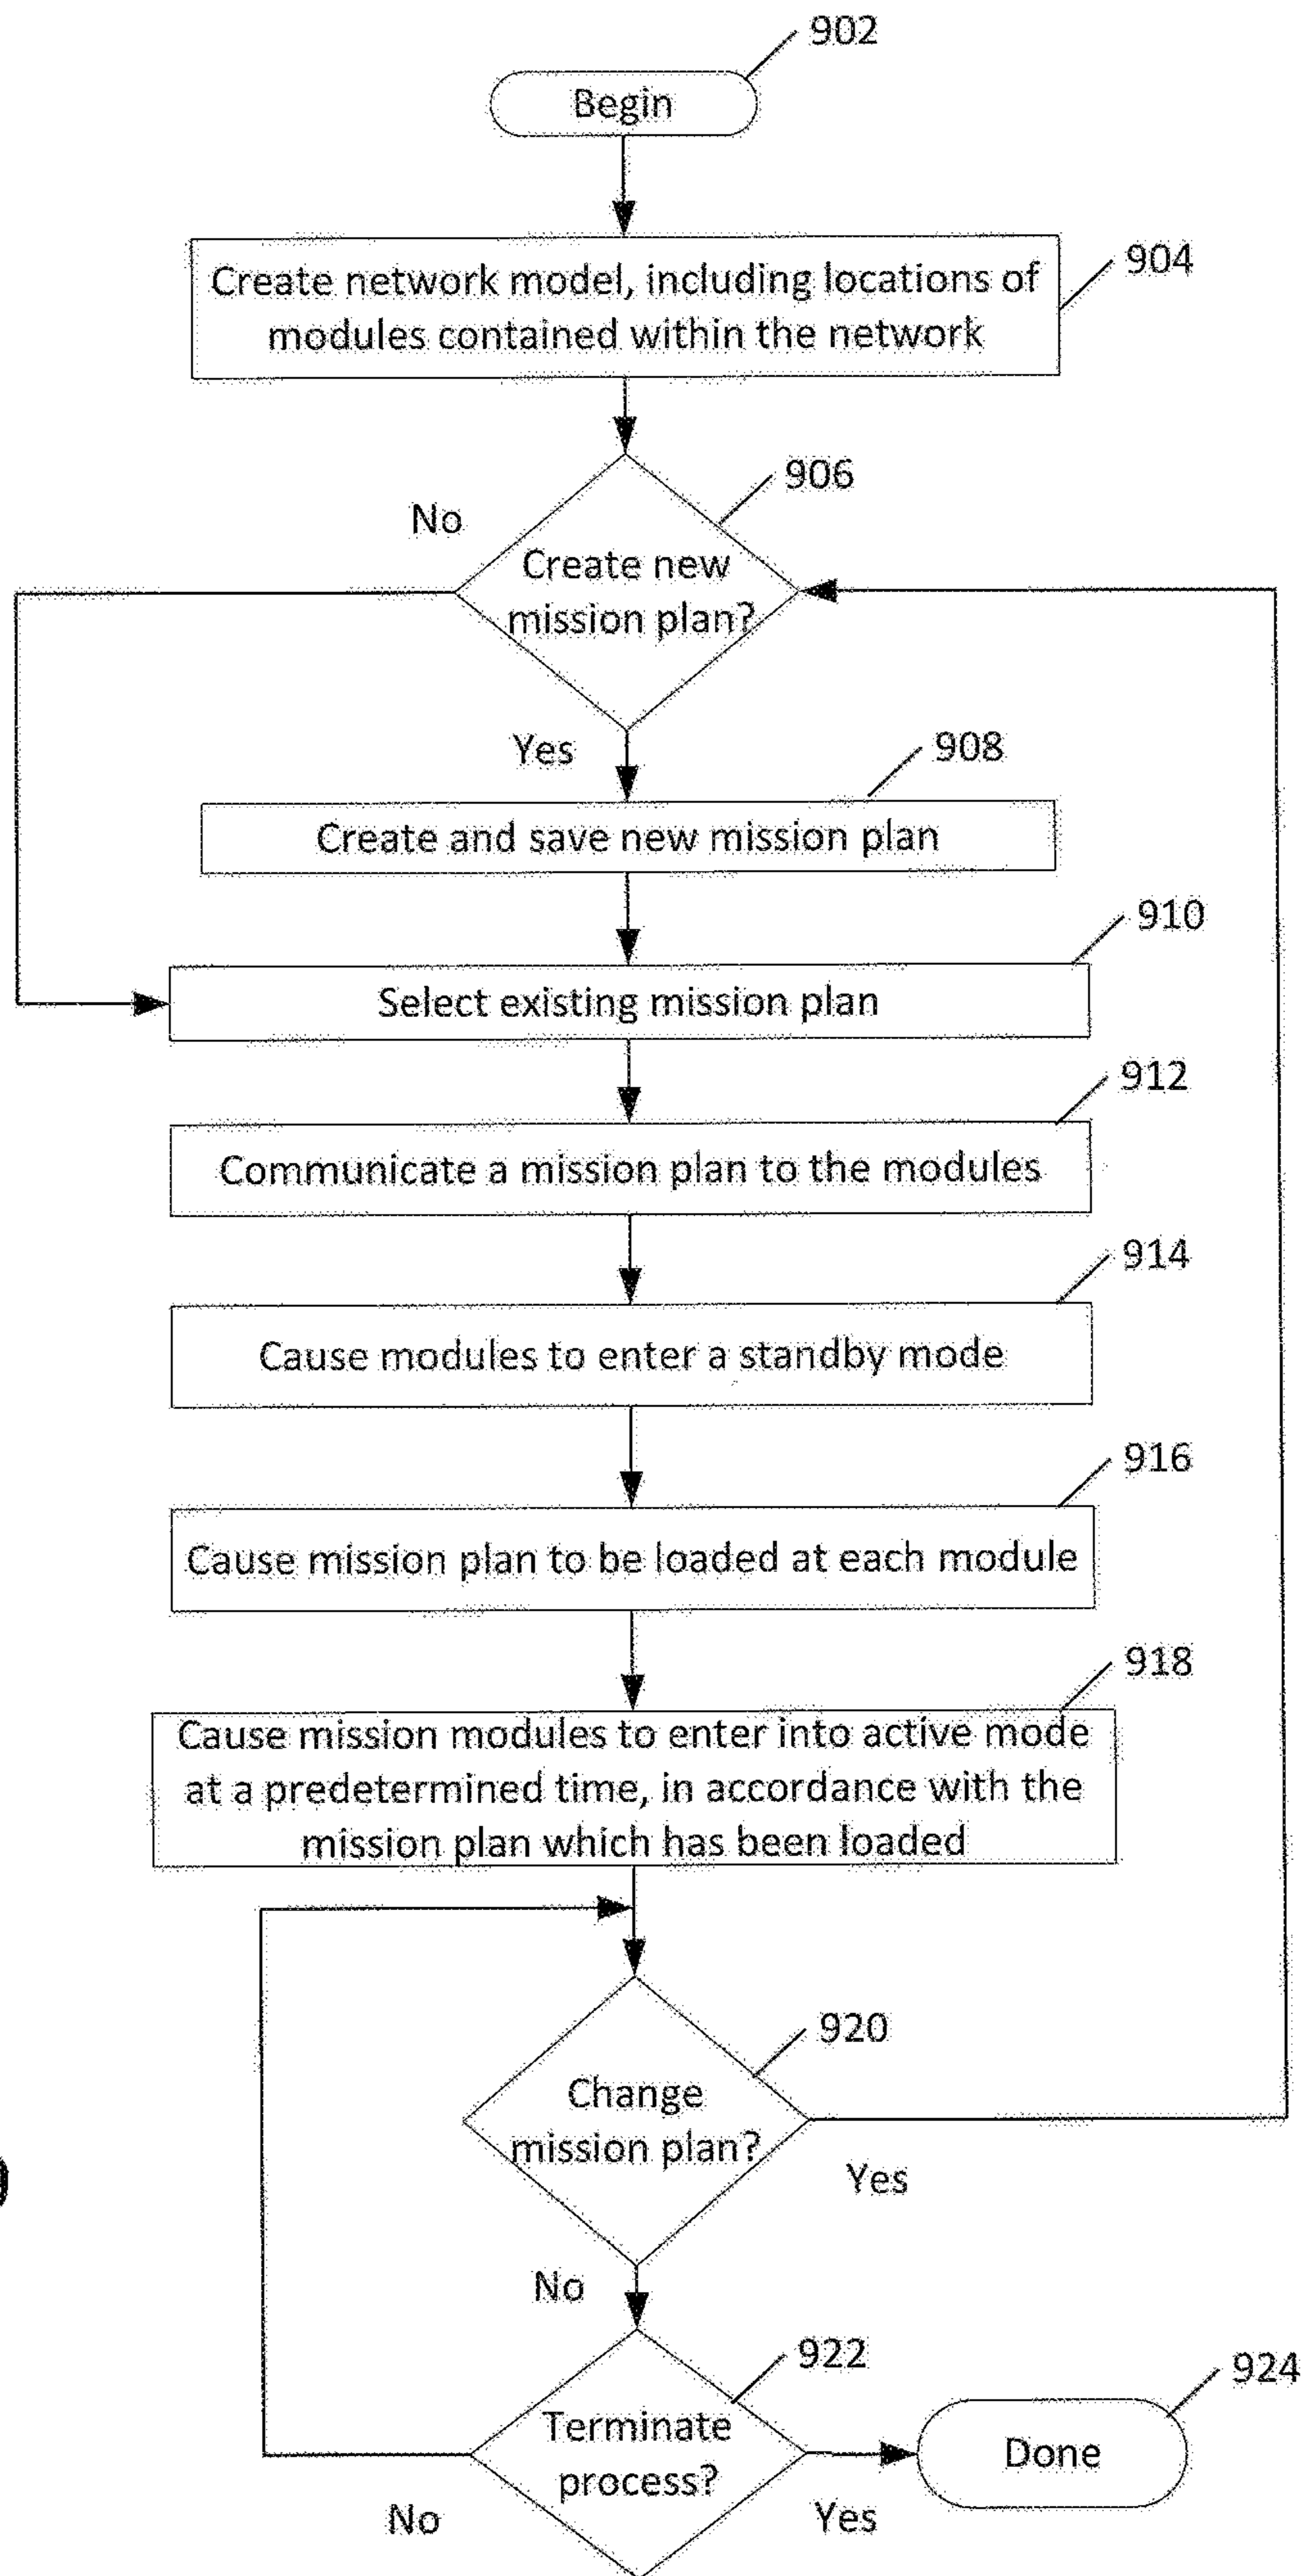 902
Begin
904
Create network model, including locations of
modules contained within the network
906
No
Create new
mission plan?
Yes
908
Create and save new mission plan
910
Select existing mission plan
912
Communicate a mission plan to the modules
914
Cause modules to enter a standby mode
916
Cause mission plan to be loaded at each module
918
Cause mission modules to enter into active mode
at a predetermined time, in accordance with the
mission plan which has been loaded
920
Change
mission plan?
Yes
No
922
924
Terminate
process?
Done
No
Yes